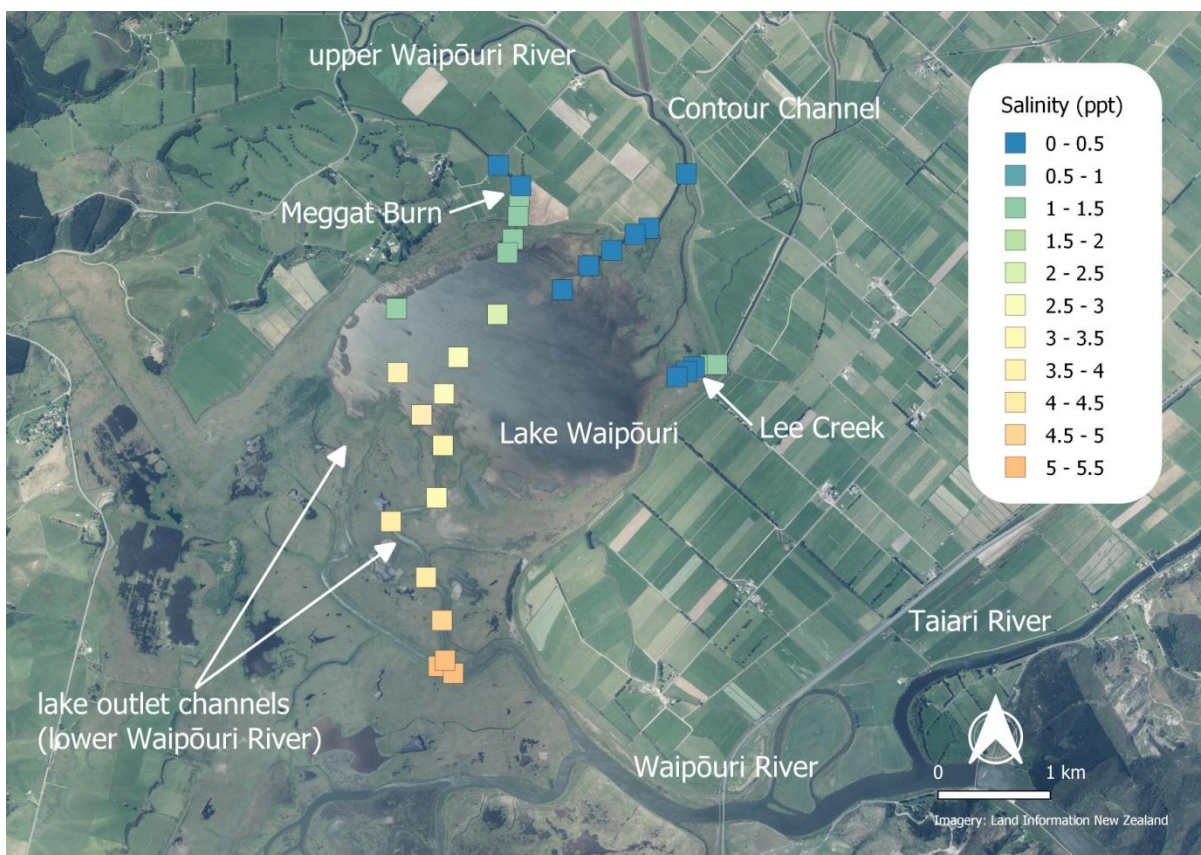 upper Waipōuri River
Contour Channel
Meggat Burn
Lake Waipōuri
Lee Creek
Taiari River
lake outlet channels
(lower Waipōuri River)
Waipōuri River
Salinity (ppt)
0 - 0.5
0.5 - 1
1 - 1.5
1.5 - 2
2 - 2.5
2.5 - 3
3 - 3.5
3.5 - 4
4 - 4.5
4.5 - 5
5 - 5.5
0 1 km
Imagery: Land Information New Zealand